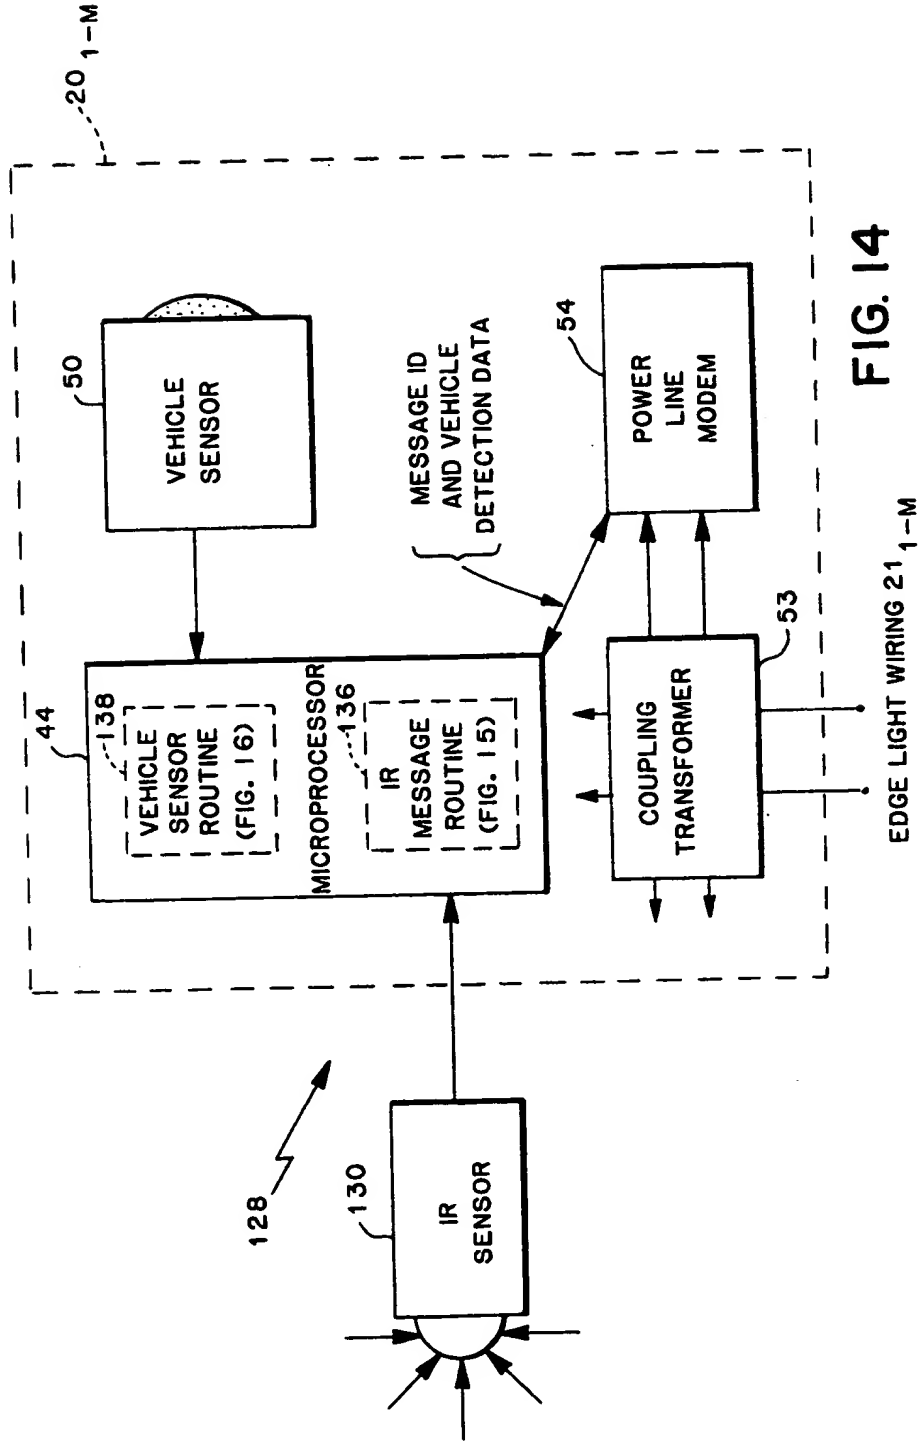 20 1-M
50
VEHICLE
SENSOR
44
138
VEHICLE
SENSOR
ROUTINE
(FIG. 16)
MICROPROCESSOR
136
IR
MESSAGE
ROUTINE
(FIG. 15)
MESSAGE ID
AND VEHICLE
DETECTION DATA
54
POWER
LINE
MODEM
COUPLING
TRANSFORMER
53
128
130
IR
SENSOR
EDGE LIGHT WIRING 21 1-M
FIG. 14